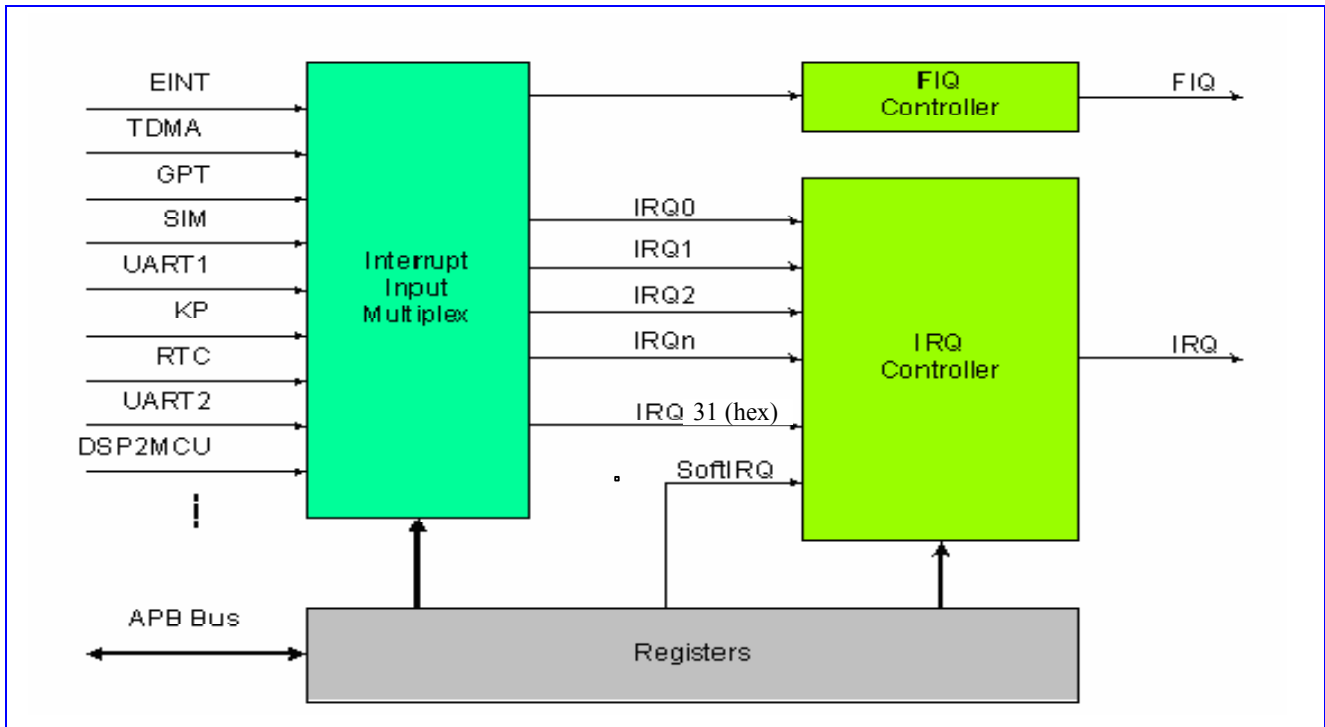 EINT
TDMA
GPT
SIM
UART1
KP
RTC
UART2
DSP2MCU
APB Bus
Interrupt
Input
Multiplex
IRQ0
IRQ1
IRQ2
IRQn
IRQ 31 (hex)
SoftIRQ
FIQ
Controller
FIQ
IRQ
Controller
IRQ
Registers